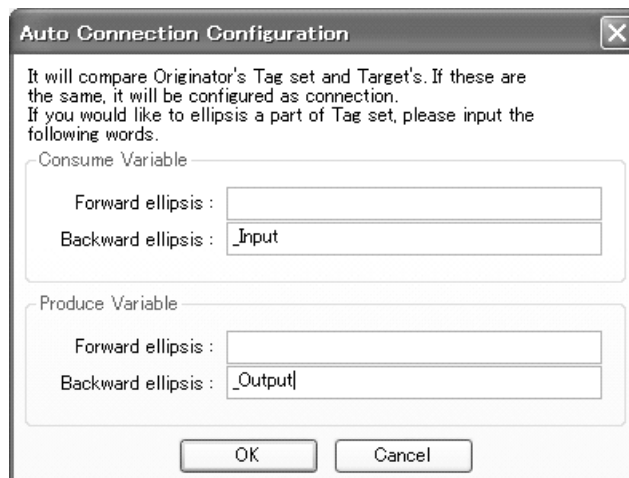 Auto Connection Configuration
It will compare Originator's Tag set and Target's. If these are
the same, it will be configured as connection.
If you would like to ellipsis a part of Tag set, please input the
following words.
Consume Variable
Forward ellipsis :
Backward ellipsis : _Input
Produce Variable
Forward ellipsis :
Backward ellipsis : _Output
OK Cancel